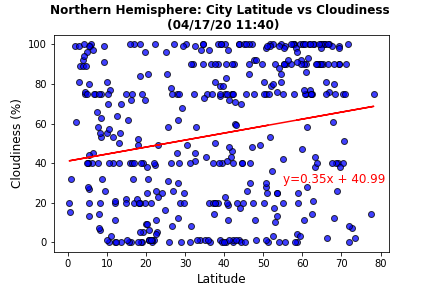 Northern Hemisphere: City Latitude vs Cloudiness
(04/17/20 11:40)
100
80
60
40
20
0
Cloudiness (%)
y=0.35x + 40.99
0 10 20 30 40 50 60 70 80
Latitude